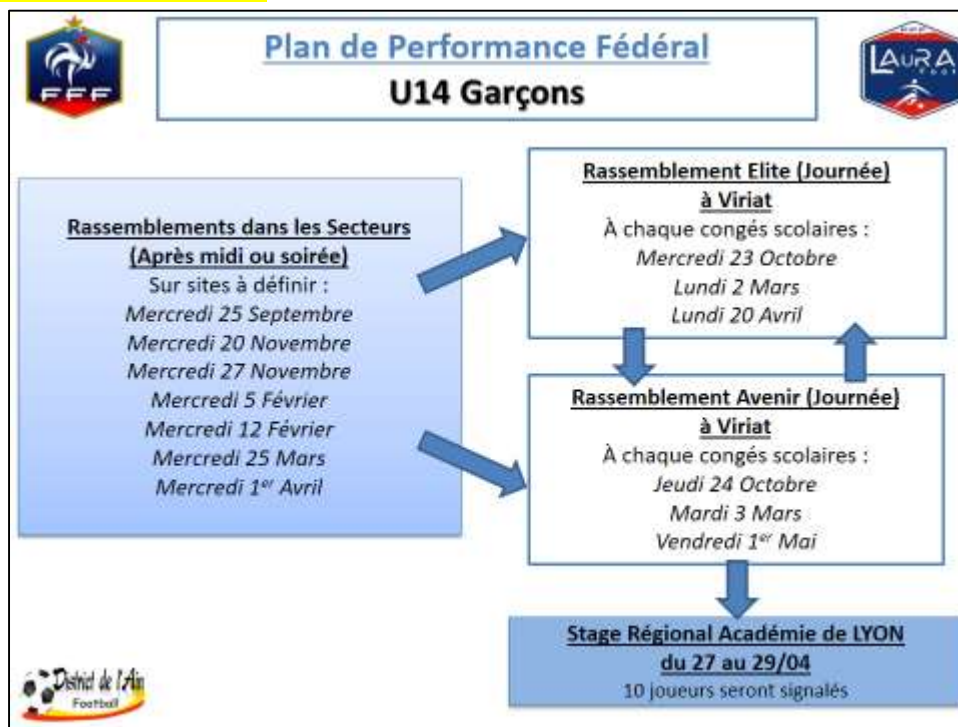 FFF
Plan de Performance Fédéral
U14 Garçons
FFF
LAuRA
FOOT
Rassemblements dans les Secteurs
(Après midi ou soirée)
Sur sites à définir :
Mercredi 25 Septembre
Mercredi 20 Novembre
Mercredi 27 Novembre
Mercredi 5 Février
Mercredi 12 Février
Mercredi 25 Mars
Mercredi 1er Avril
Rassemblement Elite (Journée)
à Viriat
À chaque congés scolaires :
Mercredi 23 Octobre
Lundi 2 Mars
Lundi 20 Avril
Rassemblement Avenir (Journée)
à Viriat
À chaque congés scolaires :
Jeudi 24 Octobre
Mardi 3 Mars
Vendredi 1er Mai
Stage Régional Académie de LYON
du 27 au 29/04
10 joueurs seront signalés
District de l'Ain
Football